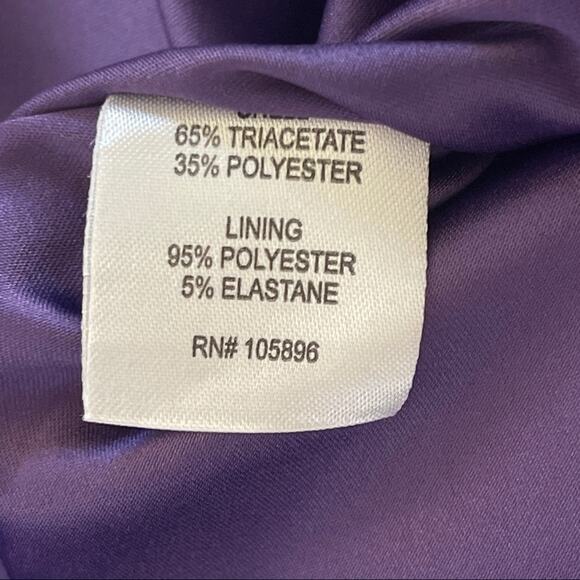 65% TRIACETATE
35% POLYESTER
LINING
95% POLYESTER
5% ELASTANE
RN# 105896